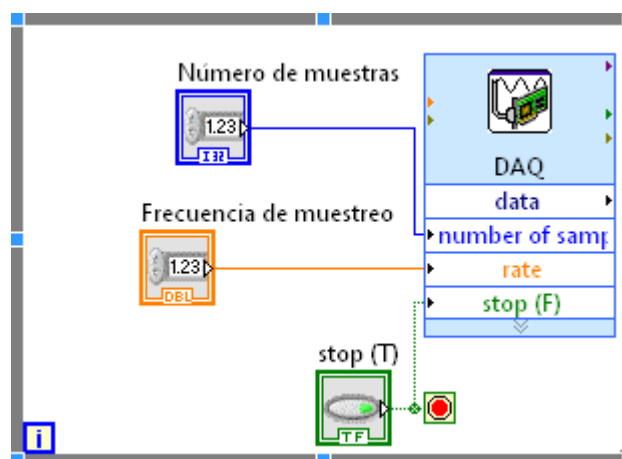 Número de muestras
1.23
I32
DAQ
data
number of samp
Frecuencia de muestreo
1.23
DBL
rate
stop (F)
stop (T)
TF
i